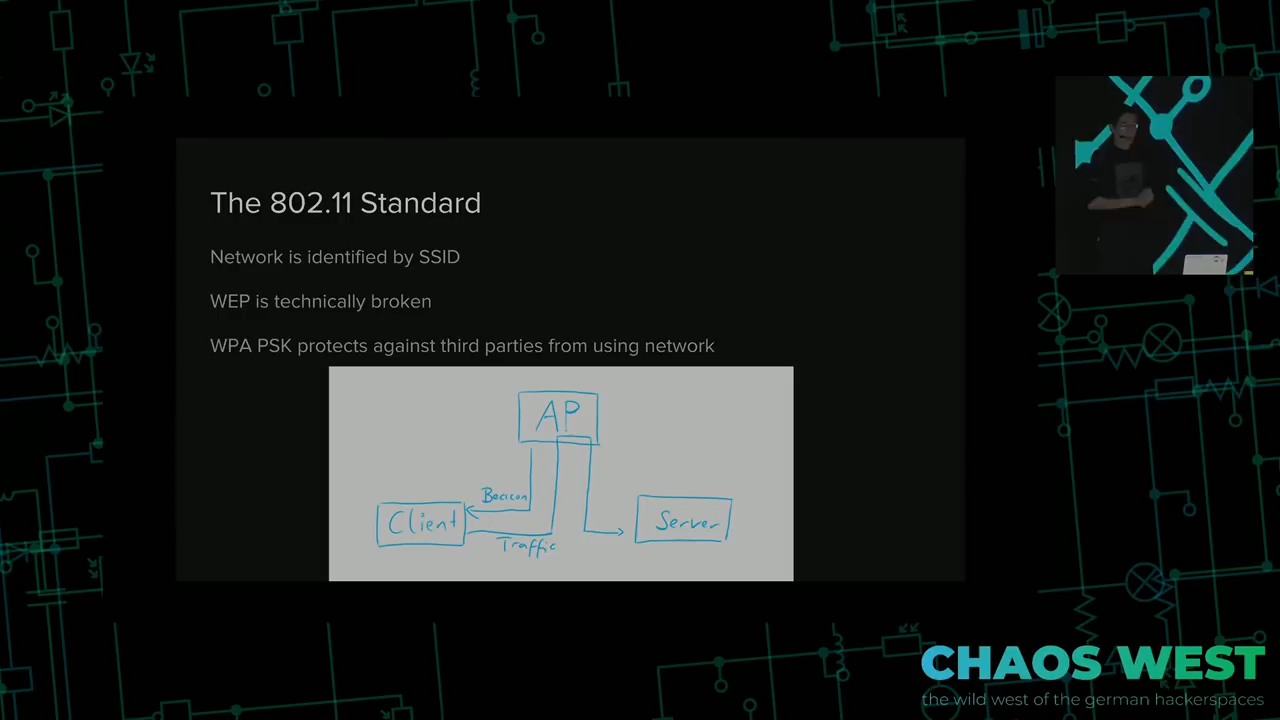 The 802.11 Standard
Network is identified by SSID
WEP is technically broken
WPA PSK protects against third parties from using network
AP
Beacon
Client
Server
Traffic
CHAOS WEST
the wild west of the german hackerspaces